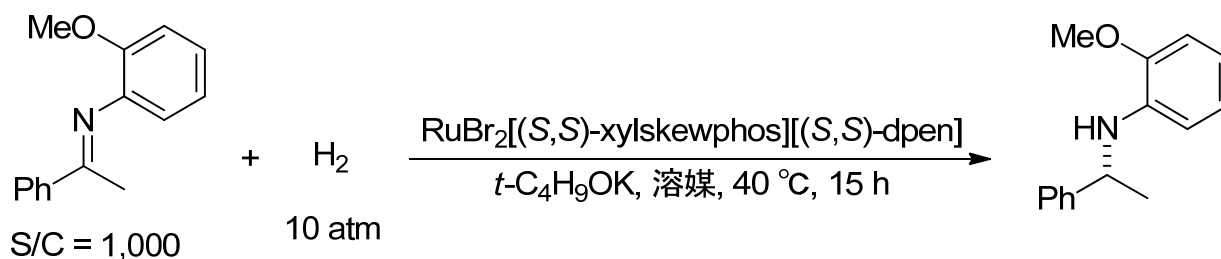 MeO
N
Ph
S/C = 1,000
+
H₂
10 atm
RuBr₂[(S,S)-xylskewphos][(S,S)-dpen]
t-C₄H₉OK, 溶媒, 40 °C, 15 h
MeO
HN
Ph